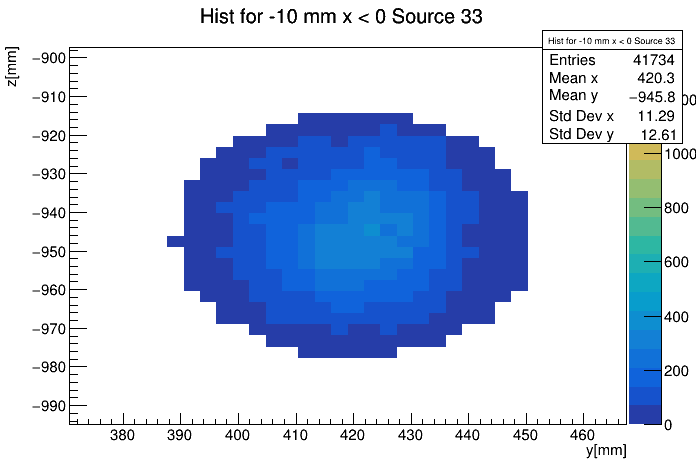 Hist for -10 mm x < 0 Source 33
z[mm]
Hist for -10 mm x < 0 Source 33
Entries 41734
Mean x 420.3
Mean y −945.8
Std Dev x 11.29
Std Dev y 12.61
−900
−910
−920
−930
−940
−950
−960
−970
−980
−990
00
1000
800
600
400
200
0
380 390 400 410 420 430 440 450 460
y[mm]